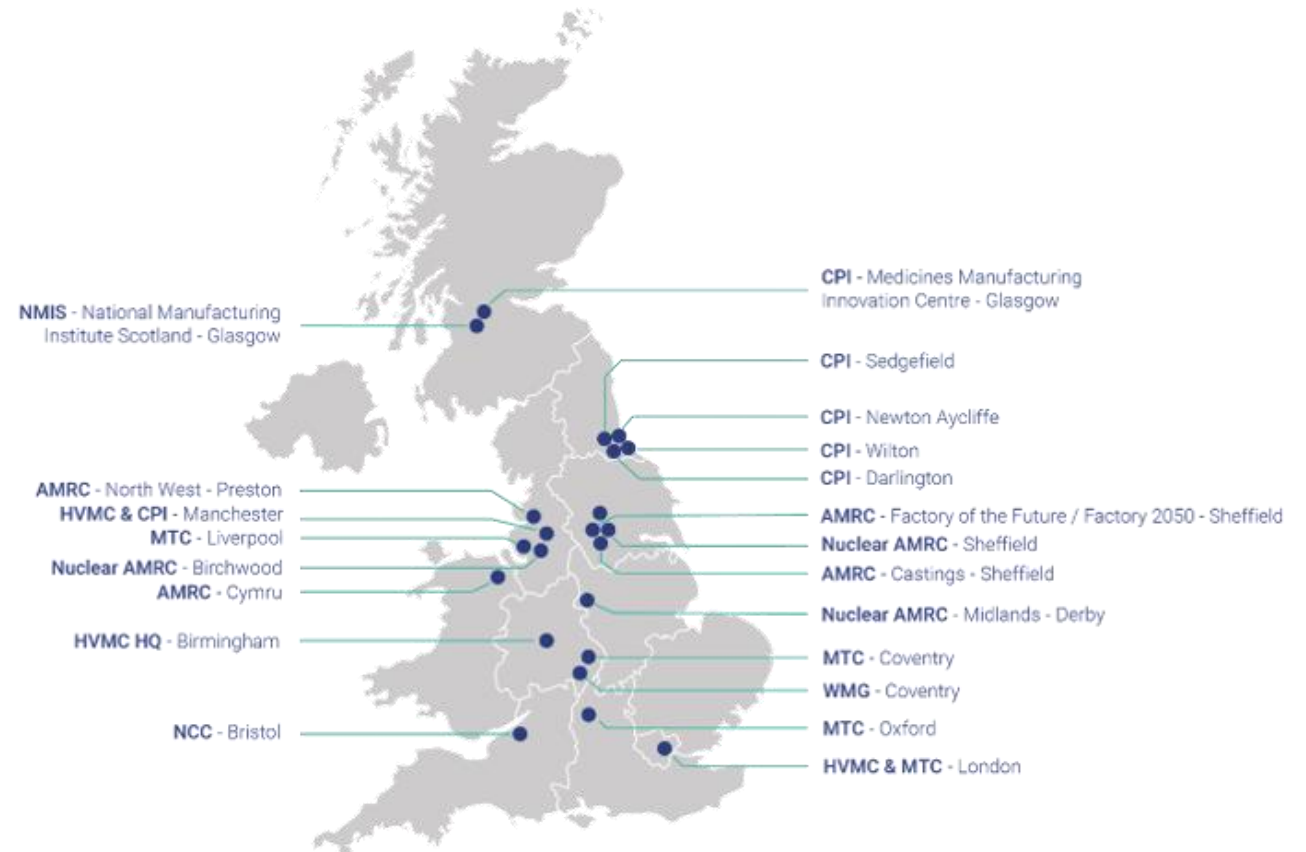 NMIS - National Manufacturing
Institute Scotland - Glasgow
AMRC - North West - Preston
HVMC & CPI - Manchester
MTC - Liverpool
Nuclear AMRC - Birchwood
AMRC - Cymru
HVMC HQ - Birmingham
NCC - Bristol
CPI - Medicines Manufacturing
Innovation Centre - Glasgow
CPI - Sedgefield
CPI - Newton Aycliffe
CPI - Wilton
CPI - Darlington
AMRC - Factory of the Future / Factory 2050 - Sheffield
Nuclear AMRC - Sheffield
AMRC - Castings - Sheffield
Nuclear AMRC - Midlands - Derby
MTC - Coventry
WMG - Coventry
MTC - Oxford
HVMC & MTC - London